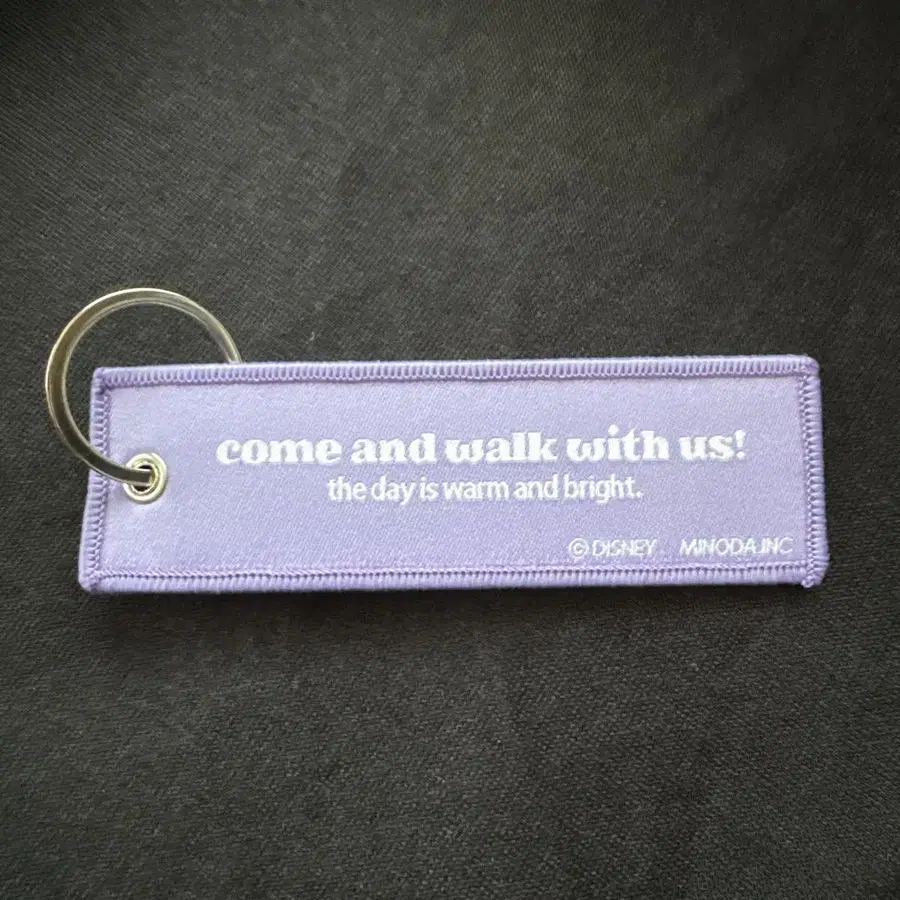 come and walk with us!
the day is warm and bright.
© DISNEY MINODA.INC